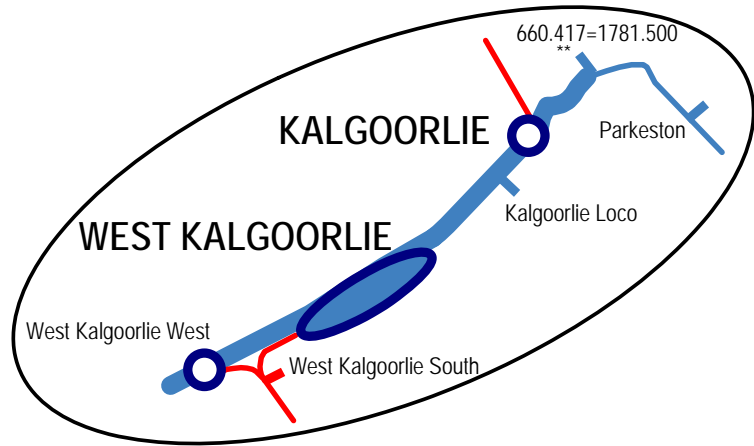 660.417=1781.500
**
KALGOORLIE
Parkeston
Kalgoorlie Loco
WEST KALGOORLIE
West Kalgoorlie West
West Kalgoorlie South